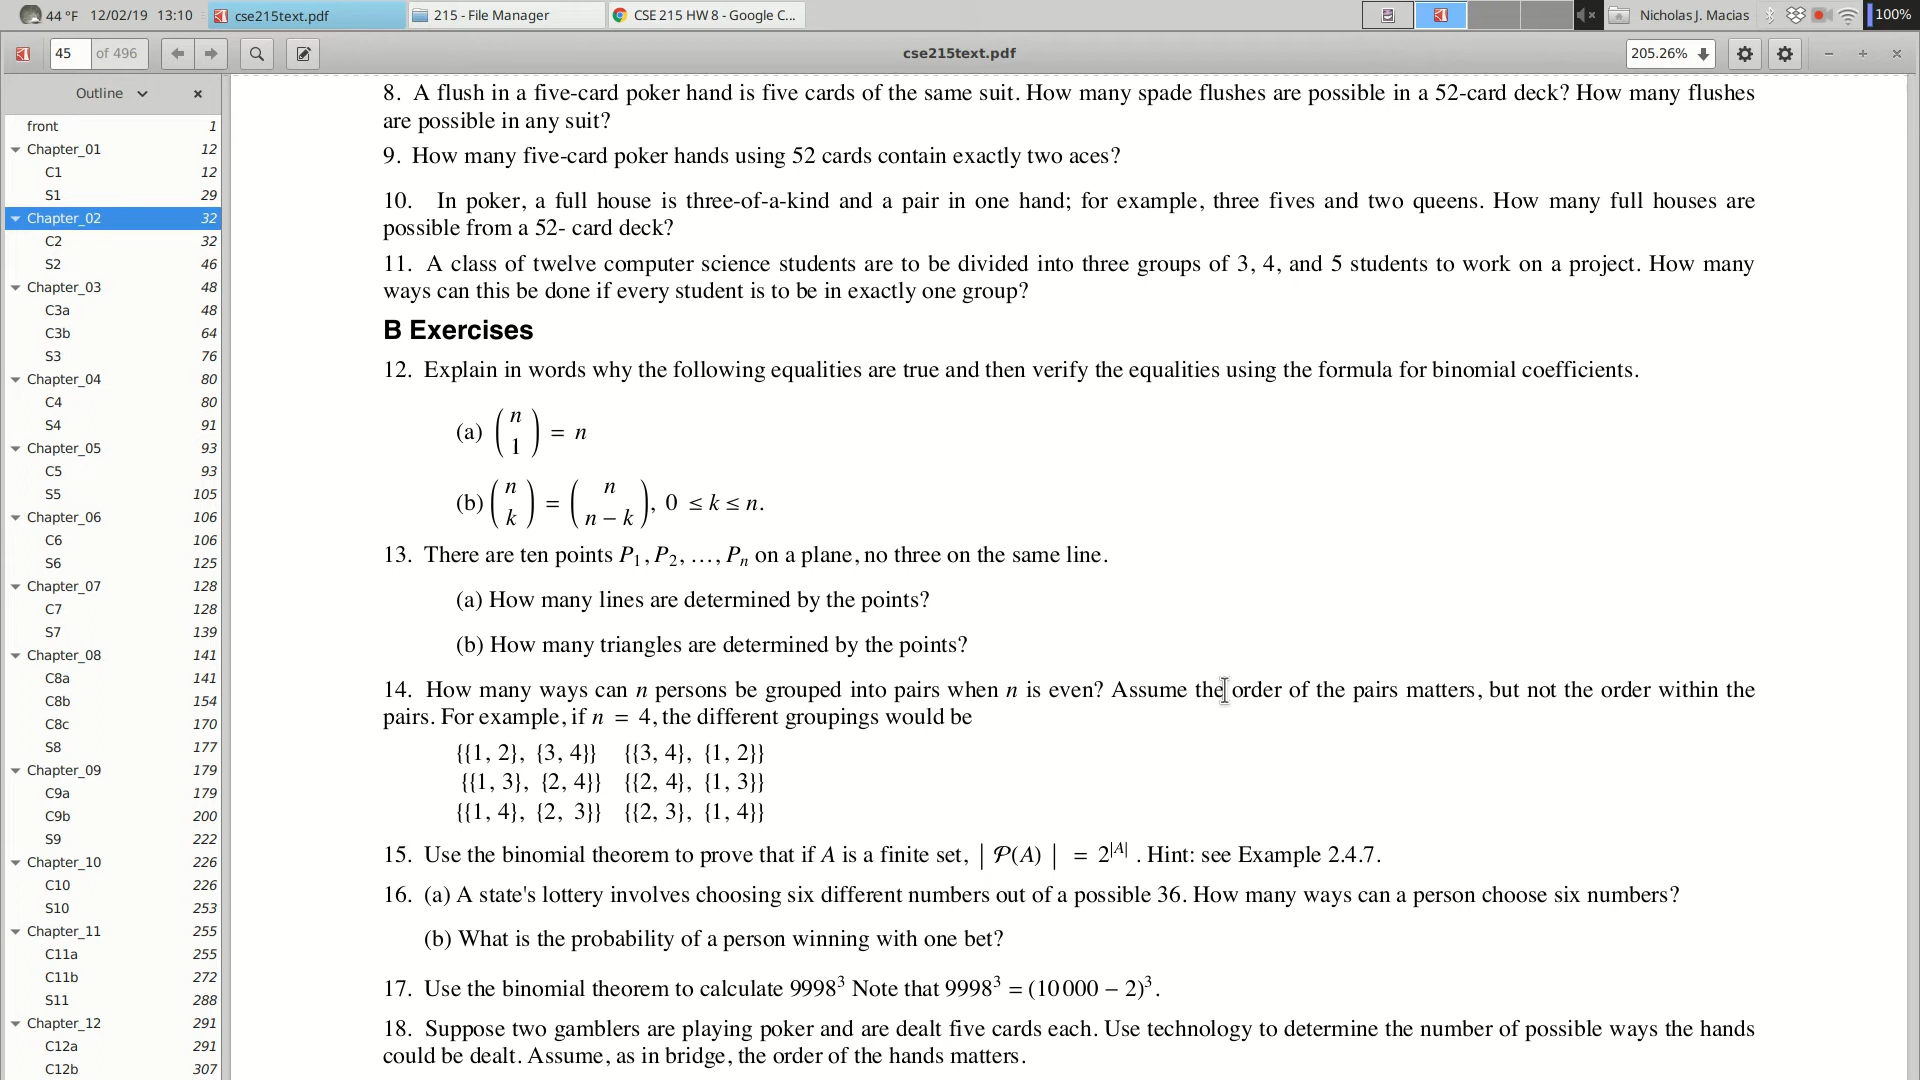 44 °F 12/02/19 13:10 cse215text.pdf 215 - File Manager CSE 215 HW 8 - Google C... Nicholas J. Macias 100%
45 of 496 cse215text.pdf 205.26%
Outline
front 1
Chapter_01 12
C1 12
S1 29
Chapter_02 32
C2 32
S2 46
Chapter_03 48
C3a 48
C3b 64
S3 76
Chapter_04 80
C4 80
S4 91
Chapter_05 93
C5 93
S5 105
Chapter_06 106
C6 106
S6 125
Chapter_07 128
C7 128
S7 139
Chapter_08 141
C8a 141
C8b 154
C8c 170
S8 177
Chapter_09 179
C9a 179
C9b 200
S9 222
Chapter_10 226
C10 226
S10 253
Chapter_11 255
C11a 255
C11b 272
S11 288
Chapter_12 291
C12a 291
C12b 307
8. A flush in a five-card poker hand is five cards of the same suit. How many spade flushes are possible in a 52-card deck? How many flushes
are possible in any suit?
9. How many five-card poker hands using 52 cards contain exactly two aces?
10. In poker, a full house is three-of-a-kind and a pair in one hand; for example, three fives and two queens. How many full houses are
possible from a 52- card deck?
11. A class of twelve computer science students are to be divided into three groups of 3, 4, and 5 students to work on a project. How many
ways can this be done if every student is to be in exactly one group?
B Exercises
12. Explain in words why the following equalities are true and then verify the equalities using the formula for binomial coefficients.
(a) (n 1) = n
(b) (n k) = (n n − k), 0 ≤ k ≤ n.
13. There are ten points P₁, P₂, …, Pₙ on a plane, no three on the same line.
(a) How many lines are determined by the points?
(b) How many triangles are determined by the points?
14. How many ways can n persons be grouped into pairs when n is even? Assume the order of the pairs matters, but not the order within the
pairs. For example, if n = 4, the different groupings would be
{{1, 2}, {3, 4}} {{3, 4}, {1, 2}}
{{1, 3}, {2, 4}} {{2, 4}, {1, 3}}
{{1, 4}, {2, 3}} {{2, 3}, {1, 4}}
15. Use the binomial theorem to prove that if A is a finite set, | 𝒫(A) | = 2^|A| . Hint: see Example 2.4.7.
16. (a) A state's lottery involves choosing six different numbers out of a possible 36. How many ways can a person choose six numbers?
(b) What is the probability of a person winning with one bet?
17. Use the binomial theorem to calculate 9998³ Note that 9998³ = (10 000 − 2)³.
18. Suppose two gamblers are playing poker and are dealt five cards each. Use technology to determine the number of possible ways the hands
could be dealt. Assume, as in bridge, the order of the hands matters.